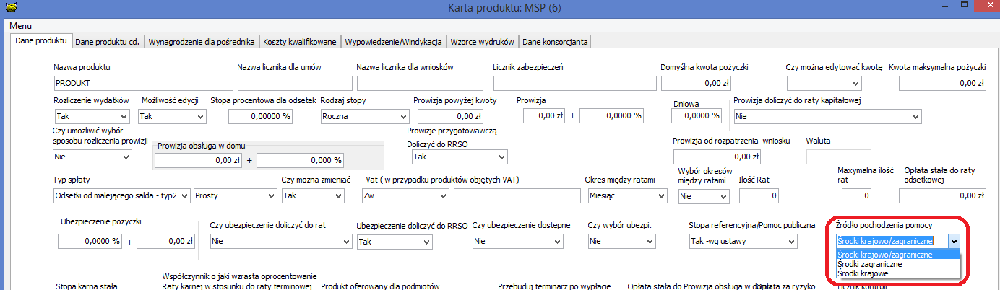 Karta produktu: MSP (6)
Menu
Dane produktu Dane produktu cd. Wynagrodzenie dla pośrednika Koszty kwalifikowane Wypowiedzenie/Windykacja Wzorce wydruków Dane konsorcjanta
Nazwa produktu Nazwa licznika dla umów Nazwa licznika dla wniosków Licznik zabezpieczeń Domyślna kwota pożyczki Czy można edytować kwotę Kwota maksymalna pożyczki
PRODUKT 0,00 zł 0,00 zł
Rozliczenie wydatków Możliwość edycji Stopa procentowa dla odsetek Rodzaj stopy Prowizja powyżej kwoty Prowizja Dniowa Prowizja doliczyć do raty kapitałowej
Tak Tak 0,00000 % Roczna 0,00 zł 0,00 zł + 0,0000 % 0,0000 % Nie
Czy umożliwić wybór
sposobu rozliczenia prowizji
Nie
Prowizja obsługa w domu
0,00 zł + 0,000 %
Prowizje przygotowawczą
Doliczyć do RRSO
Tak
Prowizja od rozpatrzenia wniosku Waluta
0,00 zł
Typ spłaty Czy można zmieniać Vat ( w przypadku produktów objętych VAT) Okres między ratami Wybór okresów
między ratami Ilość Rat Maxymalna ilość
rat Opłata stała do raty
odsetkowej
Odsetki od malejącego salda - typ2 Prosty Tak Zw Miesiąc Nie 0 0 0,00 zł
Ubezpieczenie pożyczki Czy ubezpieczenie doliczyć do rat Ubezpieczenie doliczyć do RRSO Czy ubezpieczenie dostępne Czy wybór ubezpi. Stopa referencyjna/Pomoc publiczna Źródło pochodzenia pomocy
0,0000 % + 0,00 zł Nie Tak Nie Nie Tak -wg ustawy Środki krajowo/zagraniczne
Środki krajowo/zagraniczne
Środki zagraniczne
Środki krajowe
Współczynnik o jaki wzrasta oprocentowanie
Stopa karna stała Raty karnej w stosunku do raty terminowej Produkt oferowany dla podmiotów Przebuduj terminarz po wypłacie Opłata stała do Prowizja obsługa w domu Opłata za ryzyko Licznik kontroli